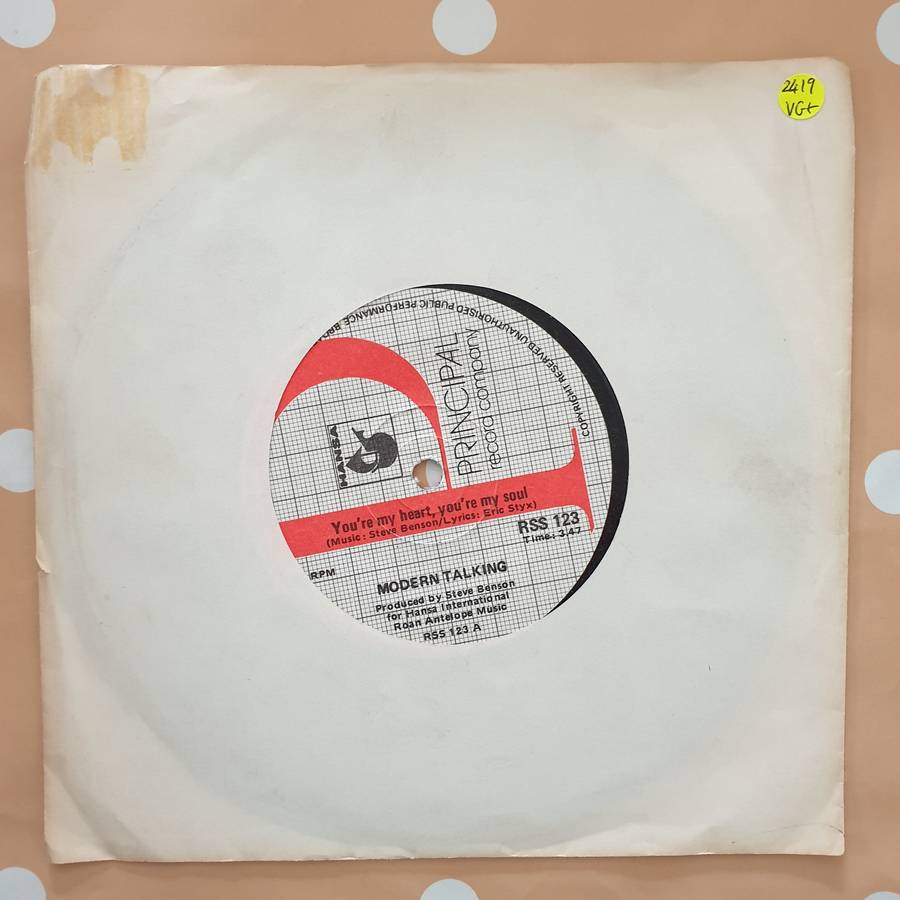 2419
VG+
COPYRIGHT RESERVED UNAUTHORISED PUBLIC PERFORMANCE
PRINCIPAL
record company
HANSA
You're my heart, you're my soul
(Music: Steve Benson/Lyrics: Eric Styx)
RSS 123
Time: 3.47
RPM
MODERN TALKING
Produced by Steve Benson
for Hansa International
Roan Antelope Music
RSS 123 A